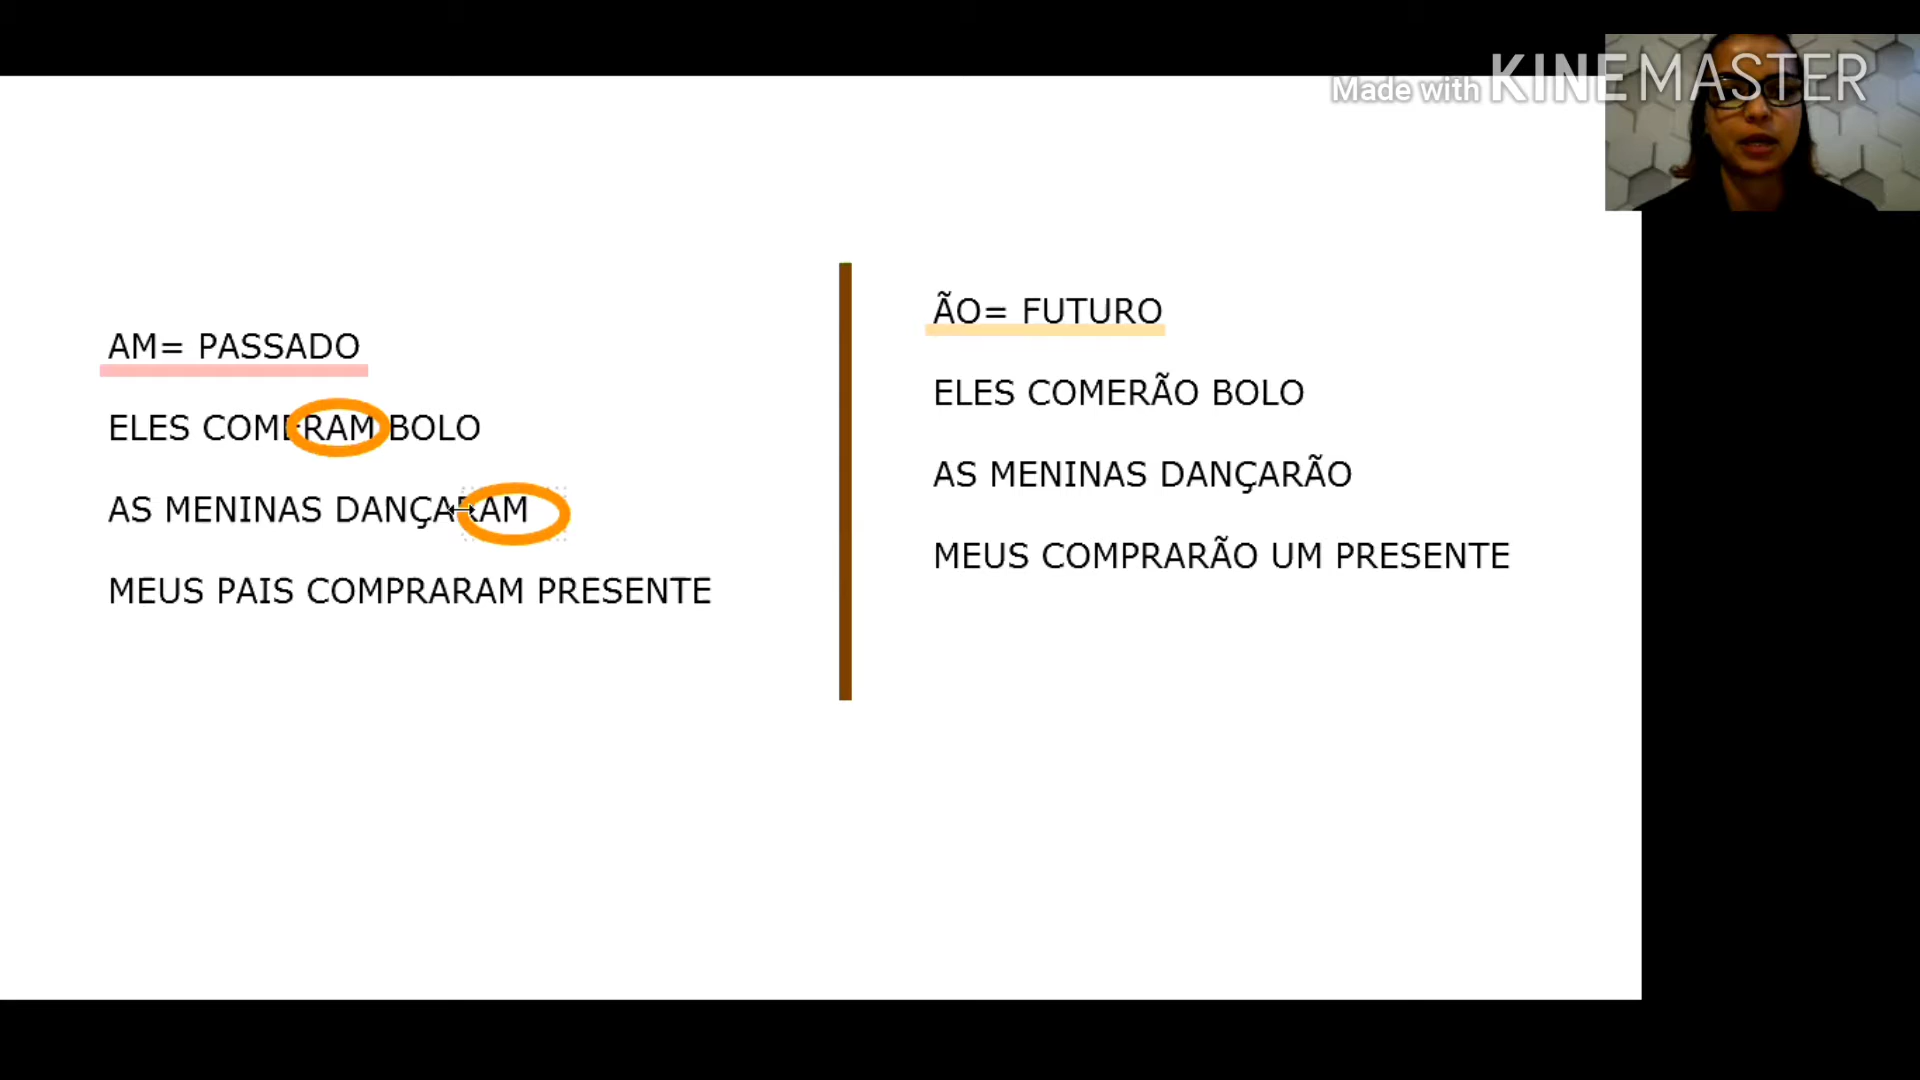 Made with KINEMASTER
AM= PASSADO
ELES COMERAM BOLO
AS MENINAS DANÇARAM
MEUS PAIS COMPRARAM PRESENTE
ÃO= FUTURO
ELES COMERÃO BOLO
AS MENINAS DANÇARÃO
MEUS COMPRARÃO UM PRESENTE